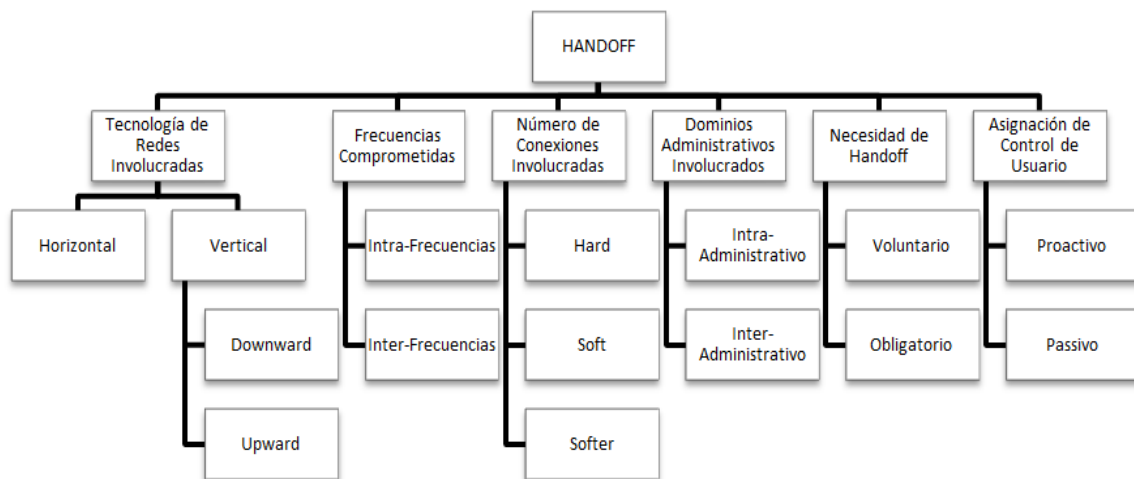 HANDOFF
Tecnología de
Redes
Involucradas
Frecuencias
Comprometidas
Número de
Conexiones
Involucradas
Dominios
Administrativos
Involucrados
Necesidad de
Handoff
Asignación de
Control de
Usuario
Horizontal
Vertical
Intra-Frecuencias
Hard
Intra-
Administrativo
Voluntario
Proactivo
Downward
Inter-Frecuencias
Soft
Inter-
Administrativo
Obligatorio
Passivo
Upward
Softer